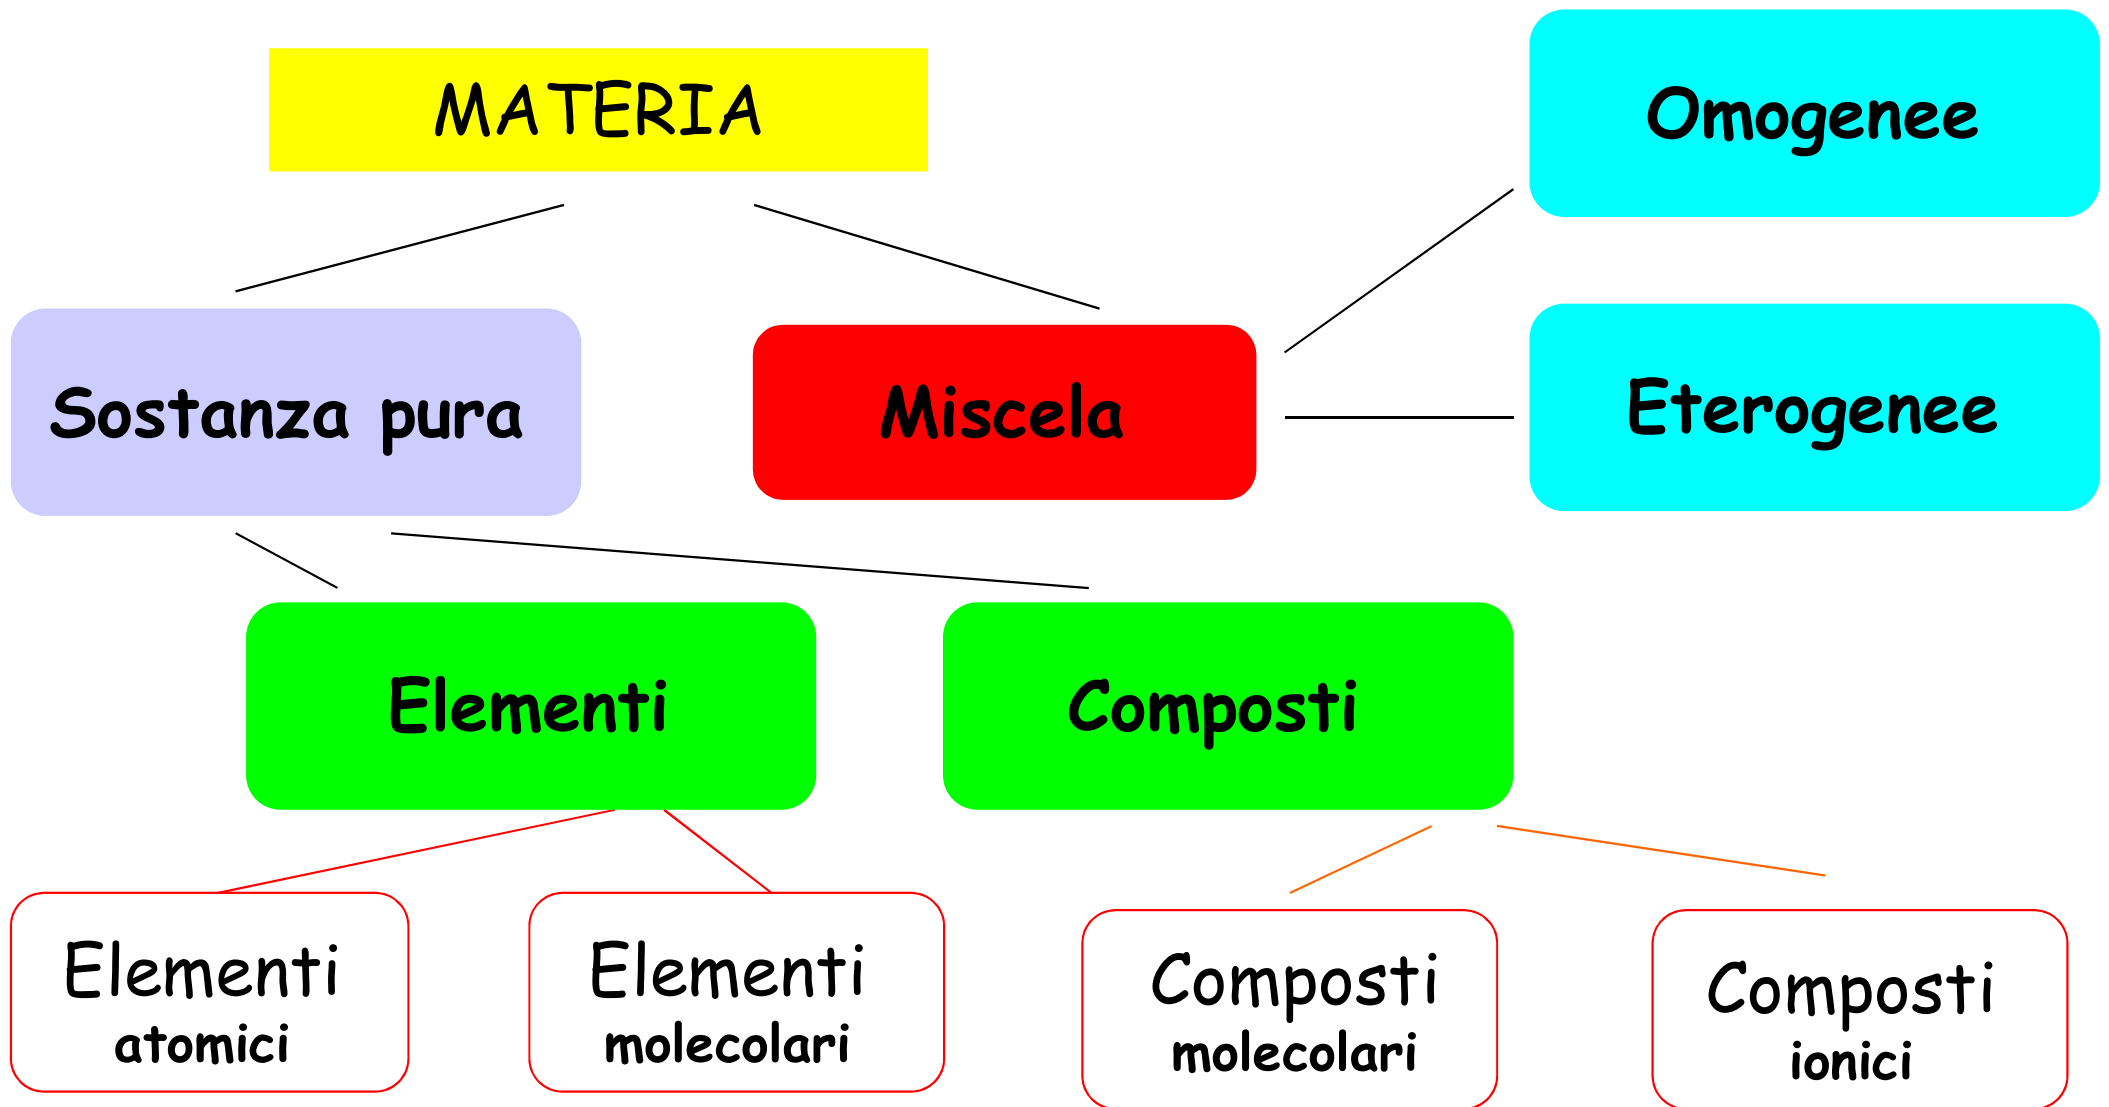 MATERIA
Omogenee
Sostanza pura
Miscela
Eterogenee
Elementi
Composti
Elementi
atomici
Elementi
molecolari
Composti
molecolari
Composti
ionici